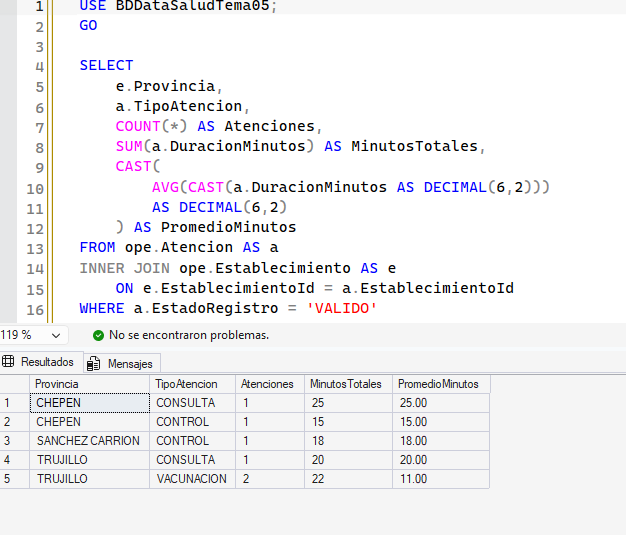 1 USE BDDataSaludTema05;
2 GO
3
4 SELECT
5 e.Provincia,
6 a.TipoAtencion,
7 COUNT(*) AS Atenciones,
8 SUM(a.DuracionMinutos) AS MinutosTotales,
9 CAST(
10 AVG(CAST(a.DuracionMinutos AS DECIMAL(6,2)))
11 AS DECIMAL(6,2)
12 ) AS PromedioMinutos
13 FROM ope.Atencion AS a
14 INNER JOIN ope.Establecimiento AS e
15 ON e.EstablecimientoId = a.EstablecimientoId
16 WHERE a.EstadoRegistro = 'VALIDO'
119 % No se encontraron problemas.
Resultados Mensajes
Provincia TipoAtencion Atenciones MinutosTotales PromedioMinutos
1 CHEPEN CONSULTA 1 25 25.00
2 CHEPEN CONTROL 1 15 15.00
3 SANCHEZ CARRION CONTROL 1 18 18.00
4 TRUJILLO CONSULTA 1 20 20.00
5 TRUJILLO VACUNACION 2 22 11.00